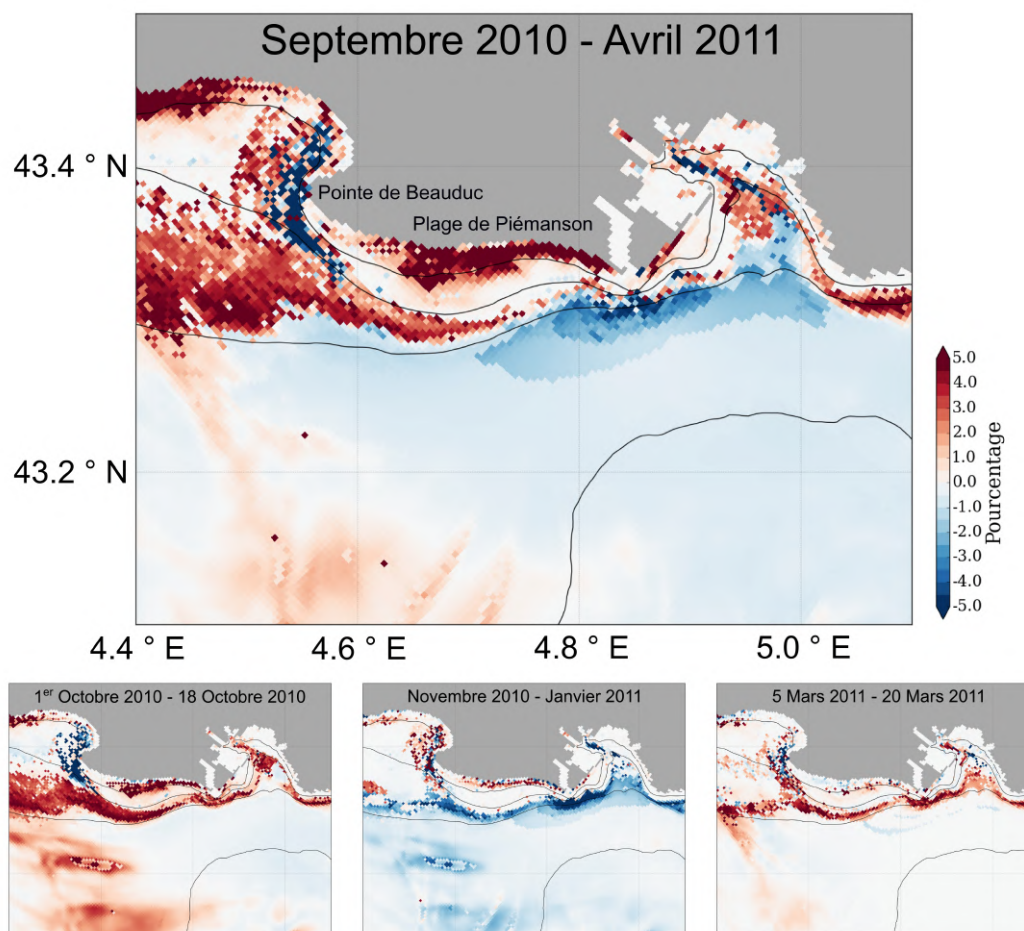 Septembre 2010 - Avril 2011
43.4 ° N
Pointe de Beauduc
Plage de Piémanson
43.2 ° N
5.0
4.0
3.0
2.0
1.0
0.0
-1.0
-2.0
-3.0
-4.0
-5.0
Pourcentage
4.4 ° E
4.6 ° E
4.8 ° E
5.0 ° E
1er Octobre 2010 - 18 Octobre 2010
Novembre 2010 - Janvier 2011
5 Mars 2011 - 20 Mars 2011